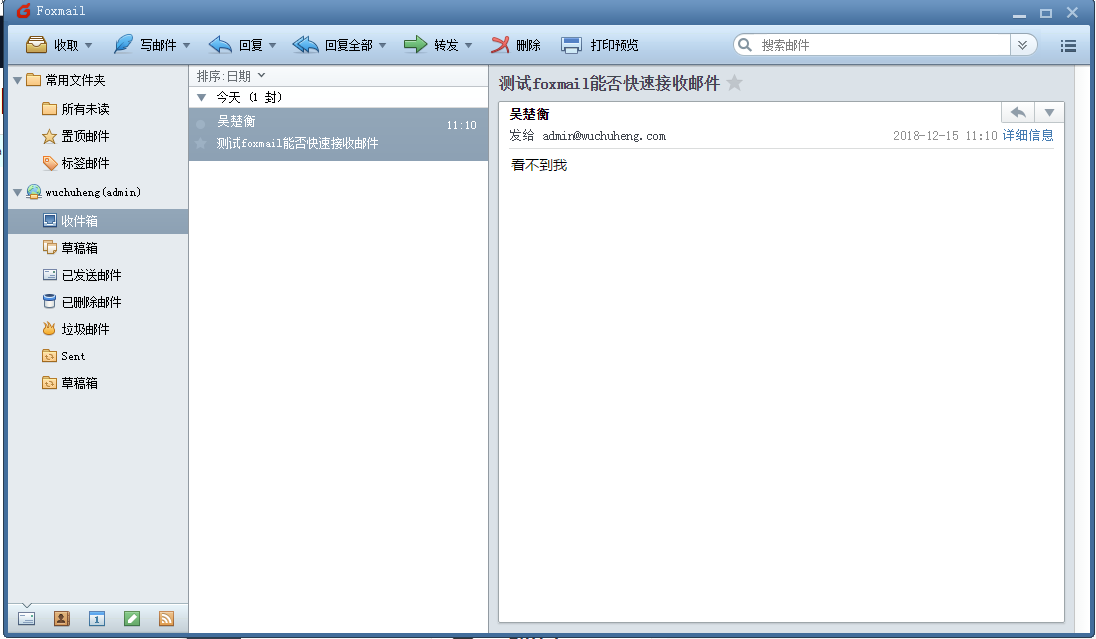 Foxmail
收取 写邮件 回复 回复全部 转发 删除 打印预览 搜索邮件
常用文件夹
所有未读
置顶邮件
标签邮件
wuchuheng(admin)
收件箱
草稿箱
已发送邮件
已删除邮件
垃圾邮件
Sent
草稿箱
1
排序:日期
今天 (1 封)
吴楚衡 11:10
测试foxmail能否快速接收邮件
测试foxmail能否快速接收邮件
吴楚衡
发给 admin@wuchuheng.com 2018-12-15 11:10 详细信息
看不到我